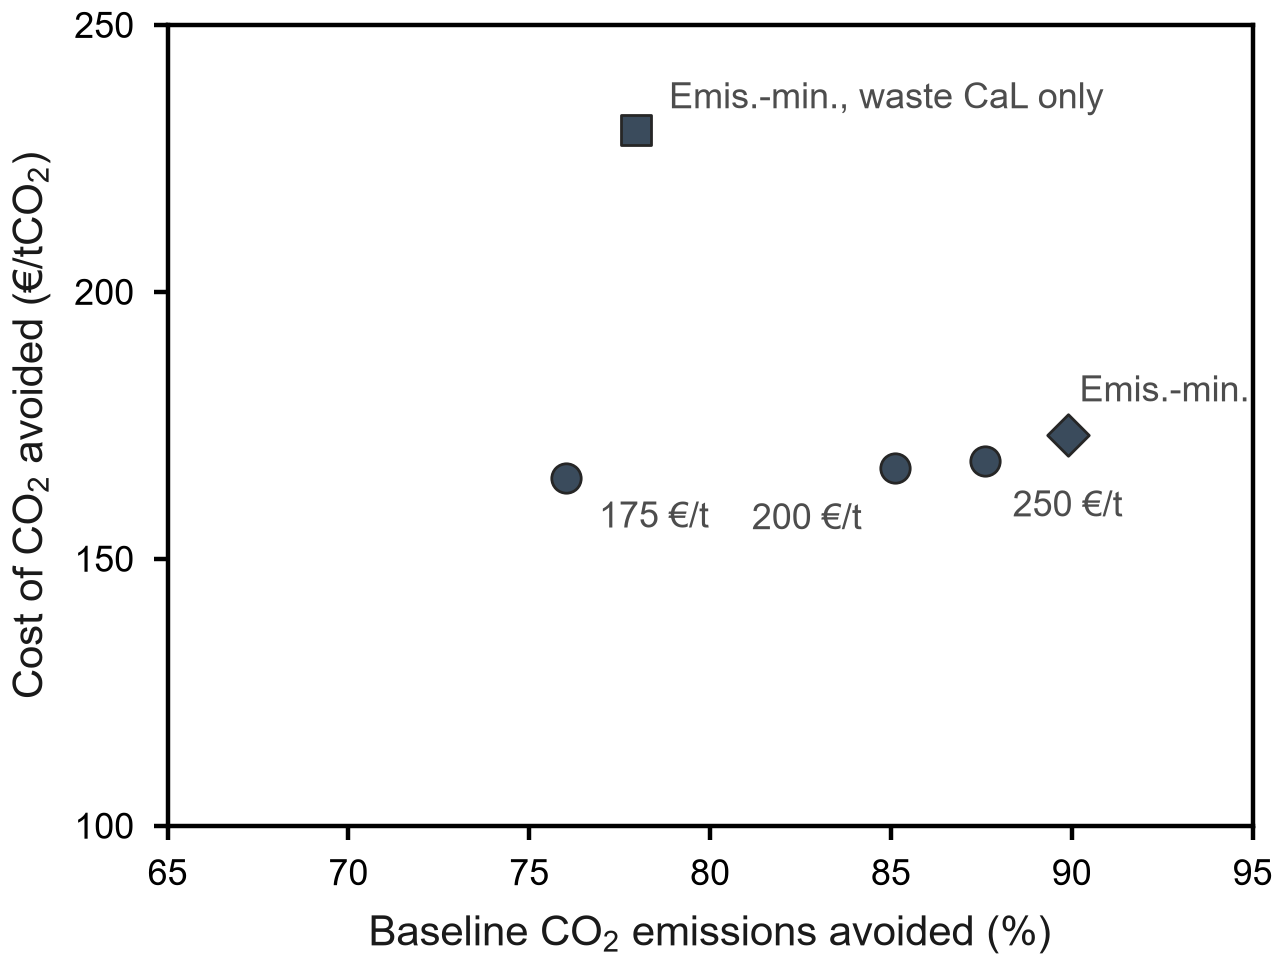 250
Emis.-min., waste CaL only
200
Emis.-min.
175 €/t
200 €/t
250 €/t
150
100
65 70 75 80 85 90 95
Cost of CO₂ avoided (€/tCO₂)
Baseline CO₂ emissions avoided (%)